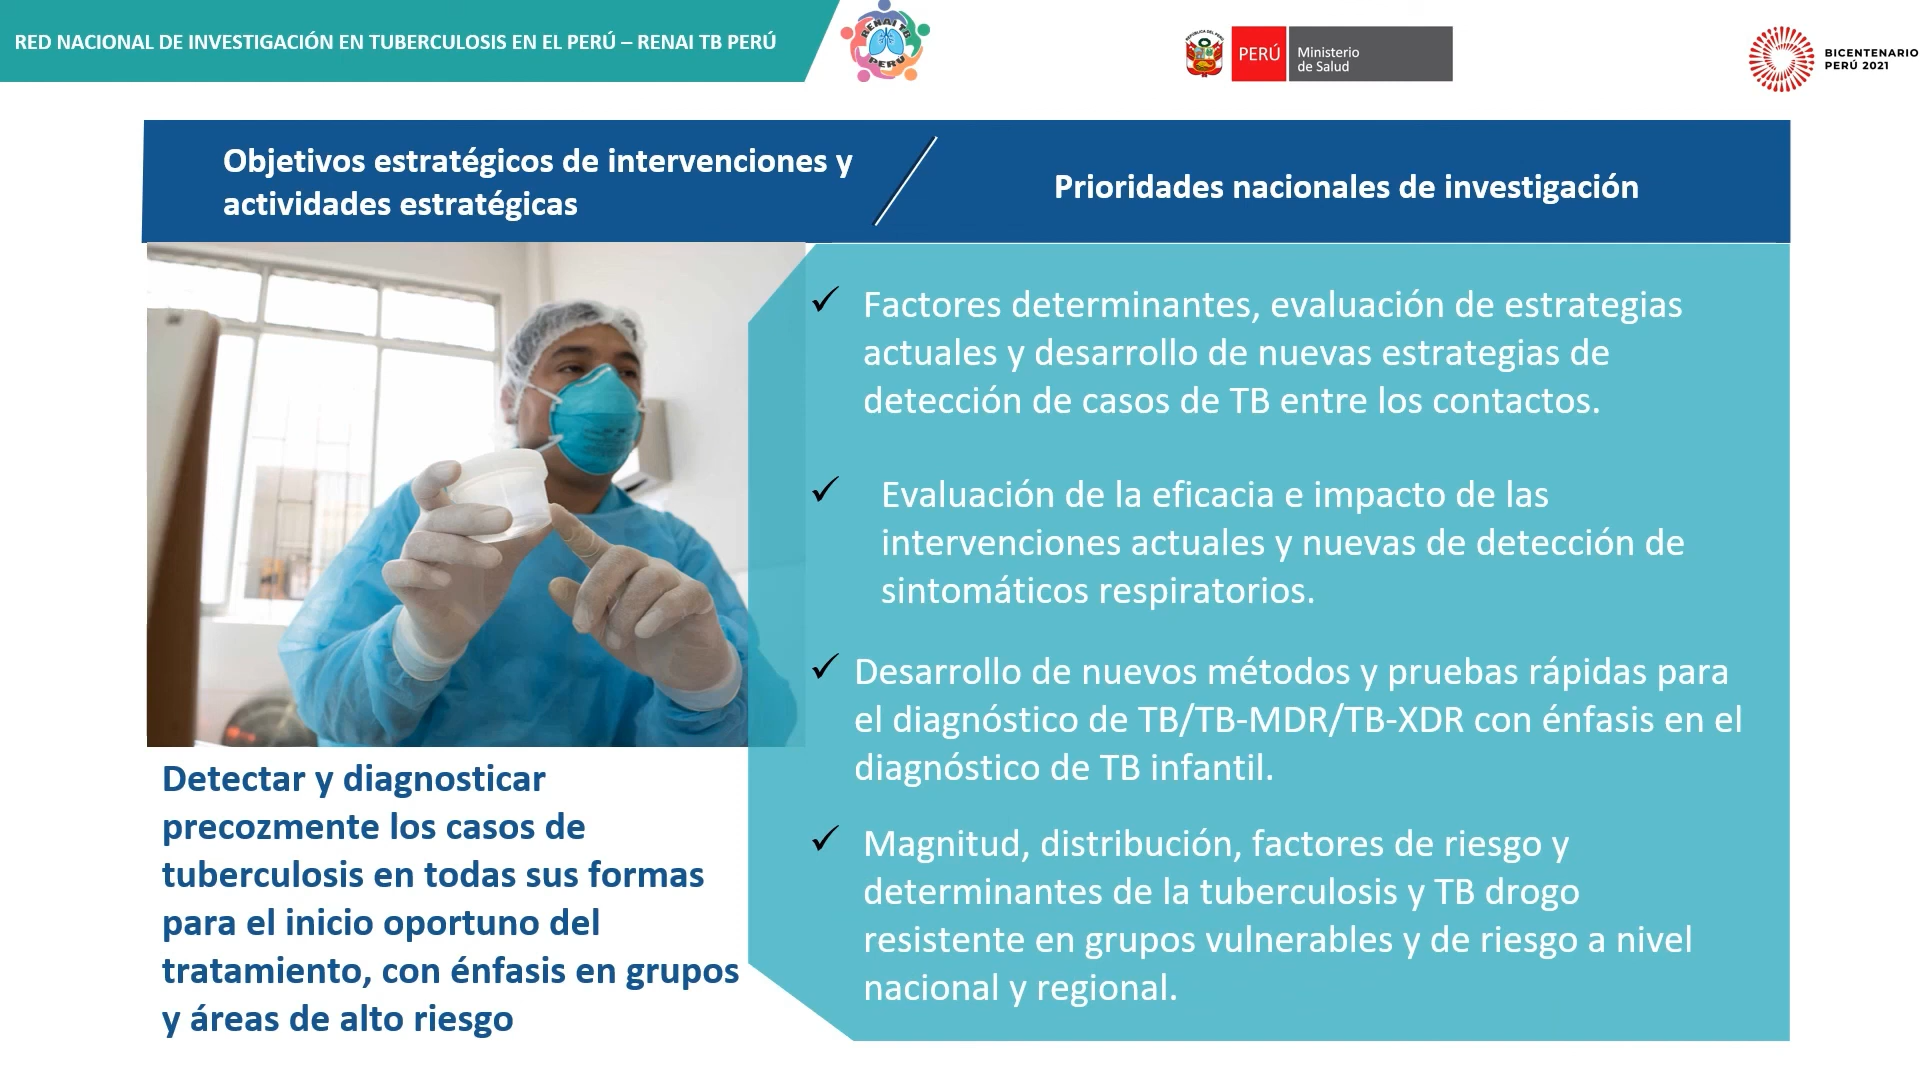 RED NACIONAL DE INVESTIGACIÓN EN TUBERCULOSIS EN EL PERÚ – RENAI TB PERÚ
RENAI TB
PERU
REPÚBLICA DEL PERÚ
PERÚ
Ministerio
de Salud
BICENTENARIO
PERÚ 2021
Objetivos estratégicos de intervenciones y
actividades estratégicas
Prioridades nacionales de investigación
Factores determinantes, evaluación de estrategias
actuales y desarrollo de nuevas estrategias de
detección de casos de TB entre los contactos.
Evaluación de la eficacia e impacto de las
intervenciones actuales y nuevas de detección de
sintomáticos respiratorios.
Desarrollo de nuevos métodos y pruebas rápidas para
el diagnóstico de TB/TB-MDR/TB-XDR con énfasis en el
diagnóstico de TB infantil.
Magnitud, distribución, factores de riesgo y
determinantes de la tuberculosis y TB drogo
resistente en grupos vulnerables y de riesgo a nivel
nacional y regional.
Detectar y diagnosticar
precozmente los casos de
tuberculosis en todas sus formas
para el inicio oportuno del
tratamiento, con énfasis en grupos
y áreas de alto riesgo